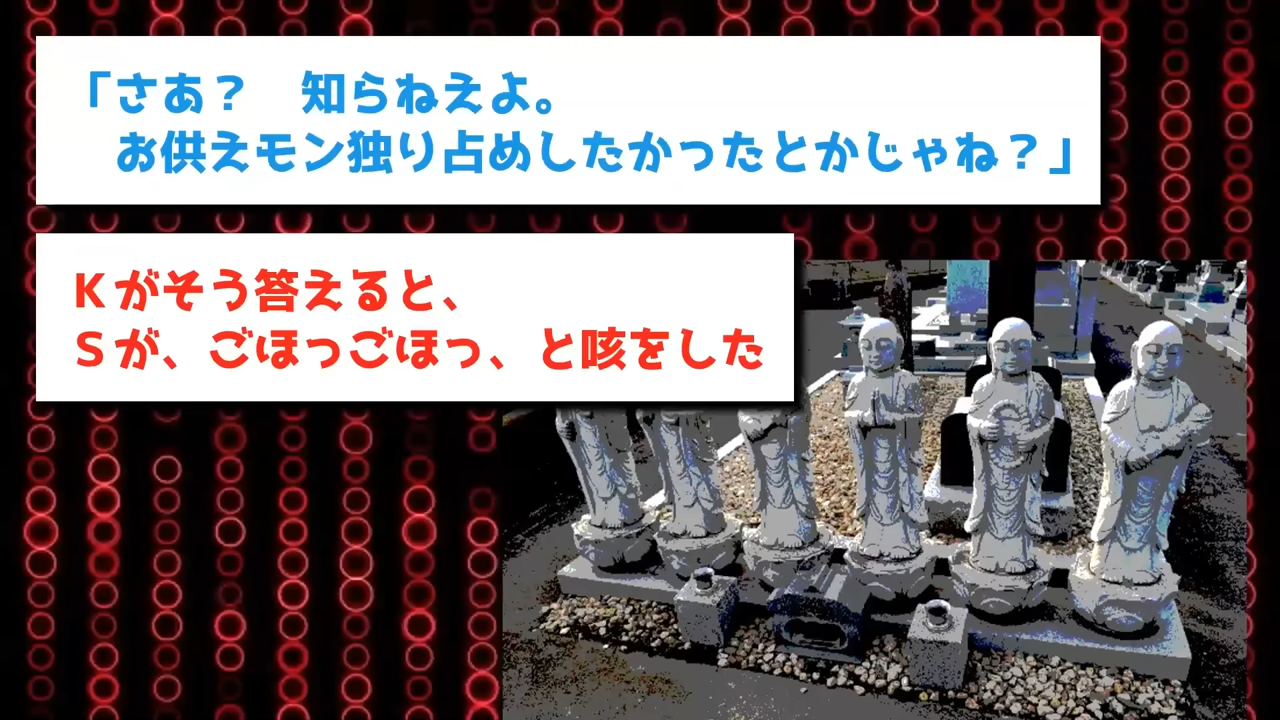 「さあ？　知らねえよ。
　お供えモン独り占めしたかったとかじゃね？」
Ｋがそう答えると、
Ｓが、ごほっごほっ、と咳をした